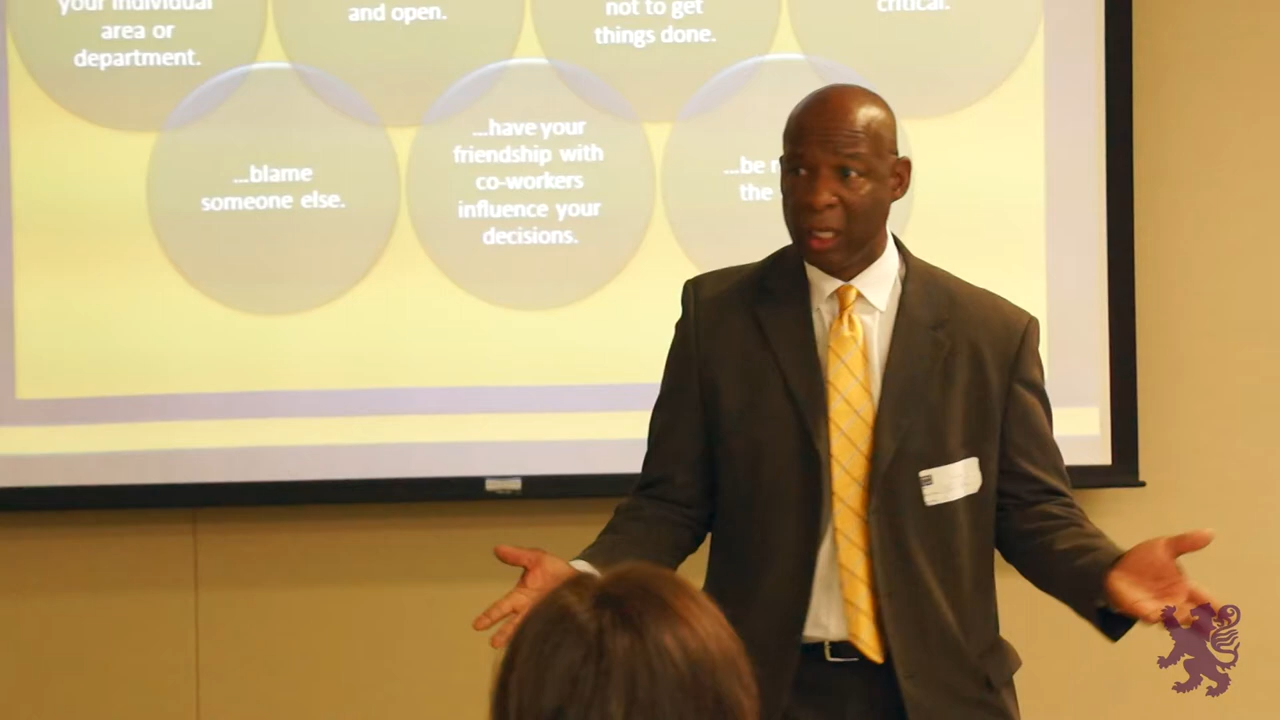 your individual
area or
department.
and open.
not to get
things done.
critical.
...blame
someone else.
...have your
friendship with
co-workers
influence your
decisions.
...be
the